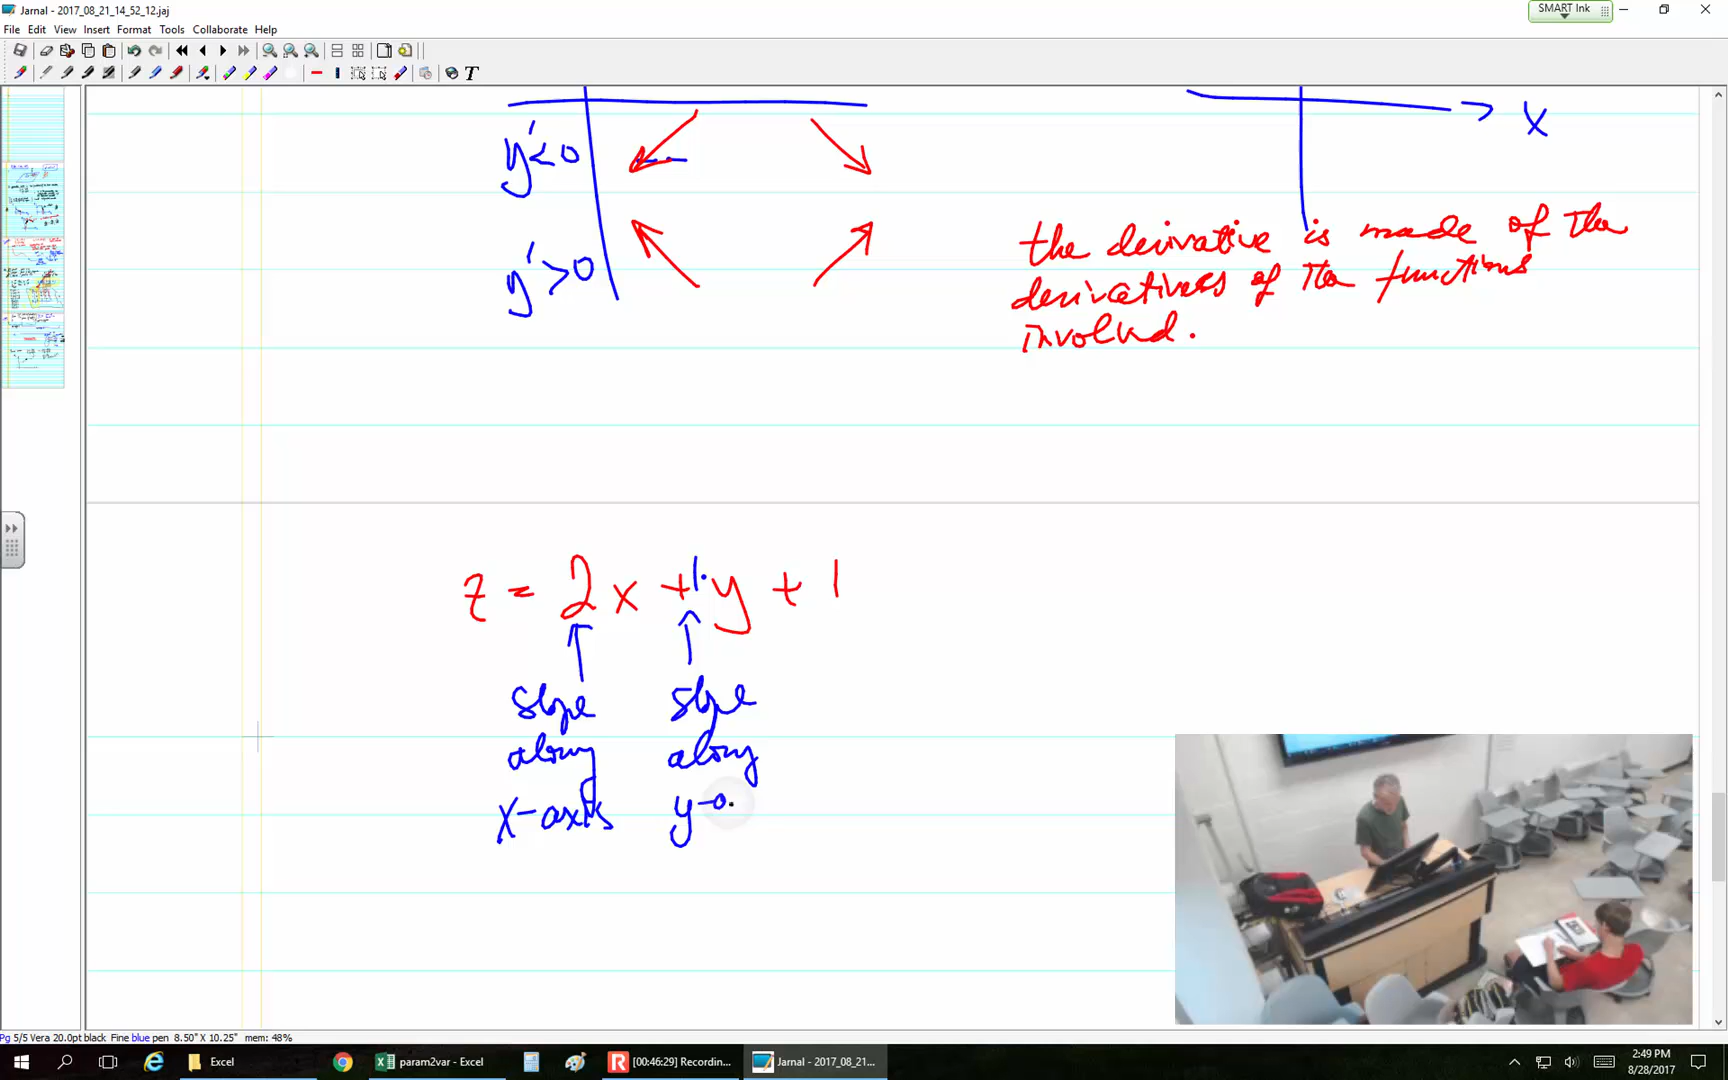 Jarnal - 2017_08_21_14_52_12.jaj
SMART Ink
File Edit View Insert Format Tools Collaborate Help
T
y'<0
y'>0
x
the derivative is made of the
derivatives of the functions
involved.
z = 2x + 1·y + 1
slope slope
along along
x-axis y-a
Pg 5/5 Vera 20.0pt black Fine blue pen 8.50" X 10.25" mem: 48%
Excel
param2var - Excel
[00:46:29] Recordin...
Jarnal - 2017_08_21...
2:49 PM
8/28/2017